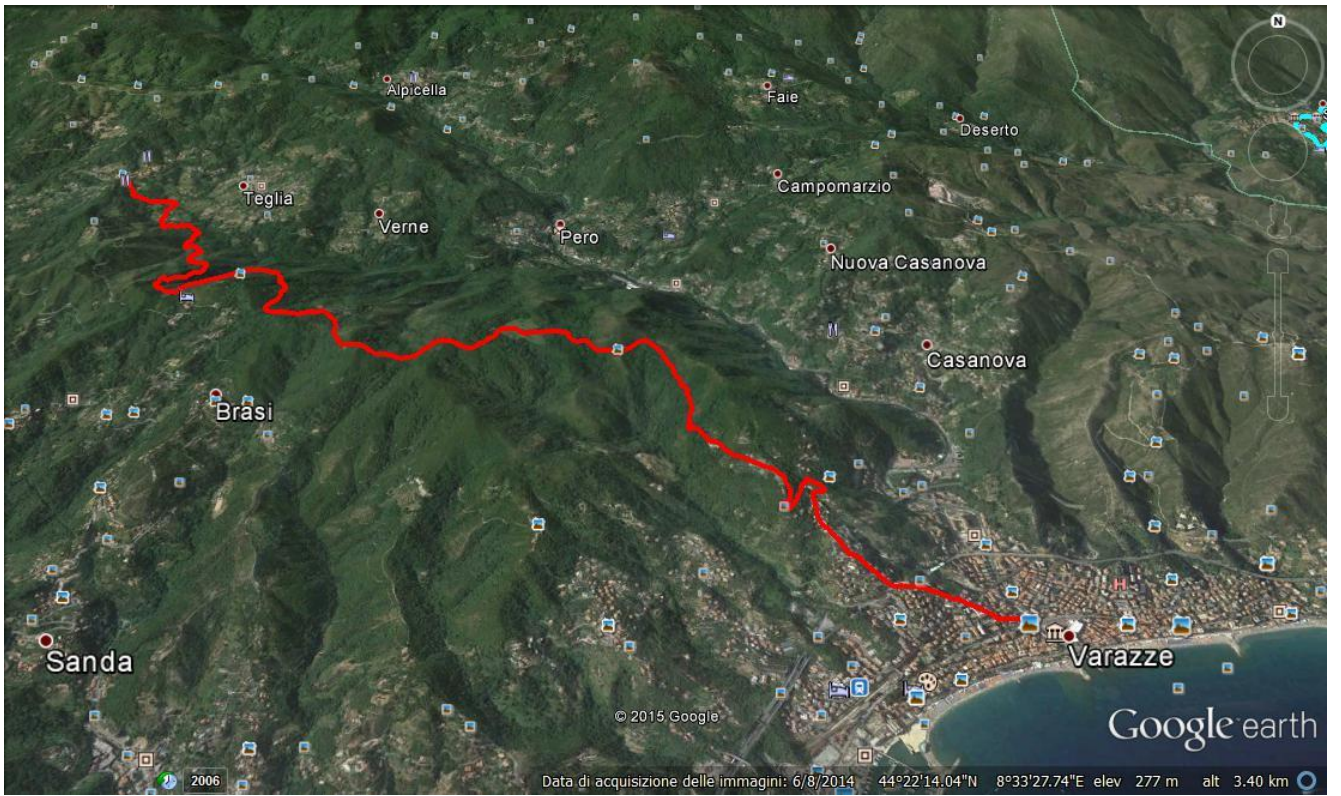 N
Alpicella
Faie
Deserto
Campomarzio
Teglia
Verne
Pero
Nuova Casanova
Casanova
Brasi
H
Varazze
Sanda
© 2015 Google
Google earth
2006
Data di acquisizione delle immagini: 6/8/2014 44°22'14.04"N 8°33'27.74"E elev 277 m alt 3.40 km